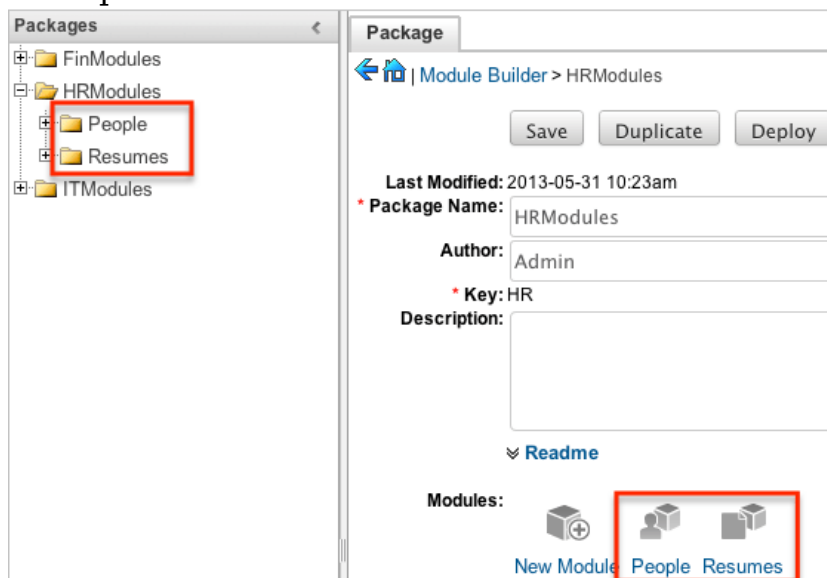 Packages
FinModules
HRModules
People
Resumes
ITModules
Package
| Module Builder > HRModules
Save Duplicate Deploy
Last Modified: 2013-05-31 10:23am
* Package Name: HRModules
Author: Admin
* Key: HR
Description:
Readme
Modules:
New Module People Resumes